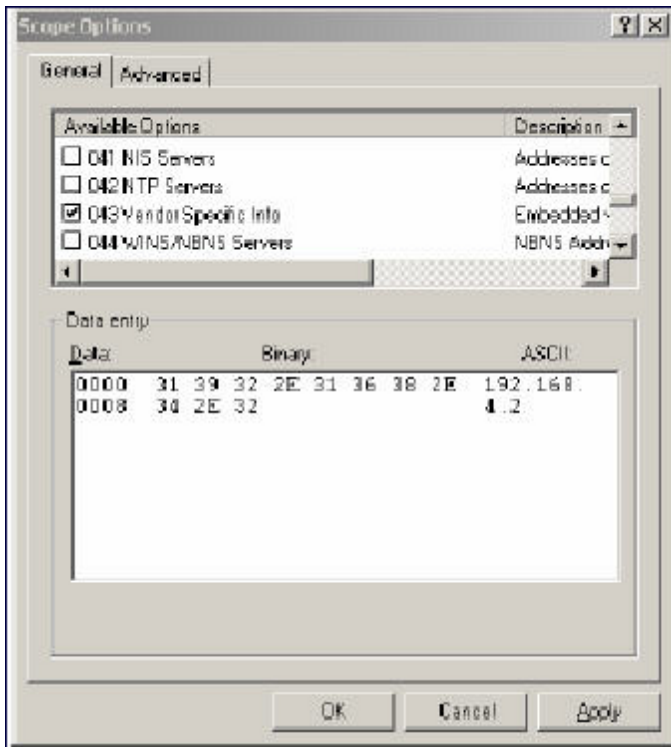 Scope Options
General Advanced
Available Options Description
041 NIS Servers Addresses c
042 NTP Servers Addresses c
043 Vendor Specific Info Embedded
044 WINS/NBNS Servers NBNS Addr
Data entry
Data: Binary: ASCII:
0000 31 39 32 2E 31 36 38 2E 192.168.
0008 34 2E 32 4.2
OK Cancel Apply